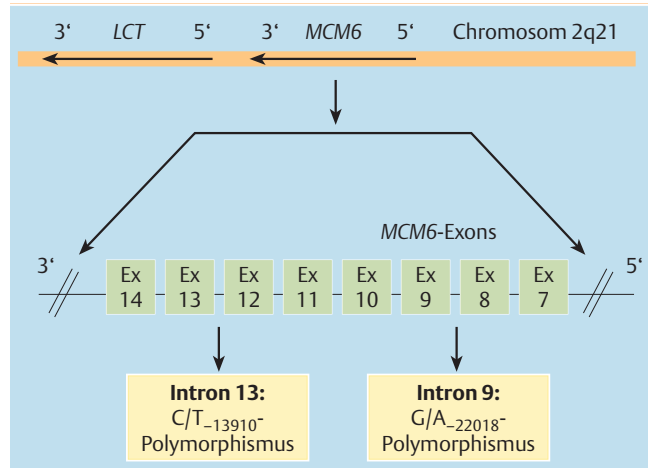 3‘ LCT 5‘ 3‘ MCM6 5‘ Chromosom 2q21
MCM6-Exons
3‘ 5‘
Ex Ex Ex Ex Ex Ex Ex Ex
14 13 12 11 10 9 8 7
Intron 13:
C/T–13910-
Polymorphismus
Intron 9:
G/A–22018-
Polymorphismus